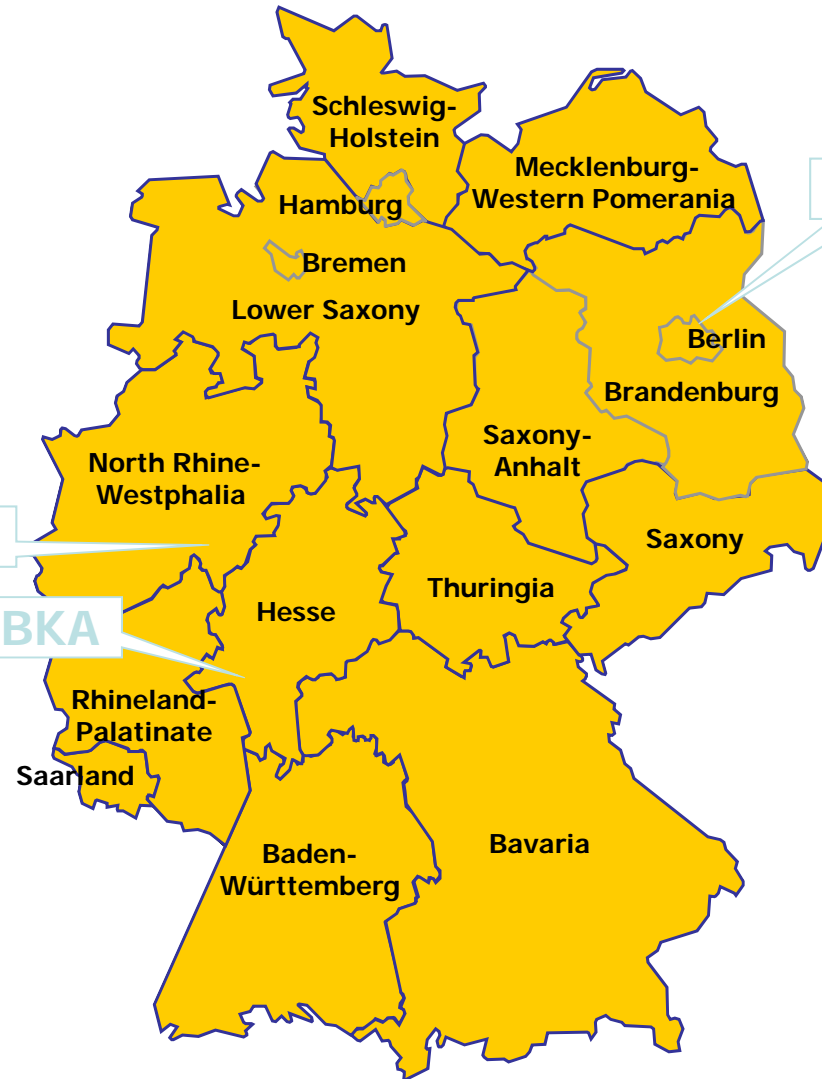 Schleswig-
Holstein
Mecklenburg-
Western Pomerania
Hamburg
Bremen
Lower Saxony
Berlin
Brandenburg
Saxony-
Anhalt
North Rhine-
Westphalia
Saxony
Thuringia
Hesse
BKA
Rhineland-
Palatinate
Saarland
Baden-
Württemberg
Bavaria